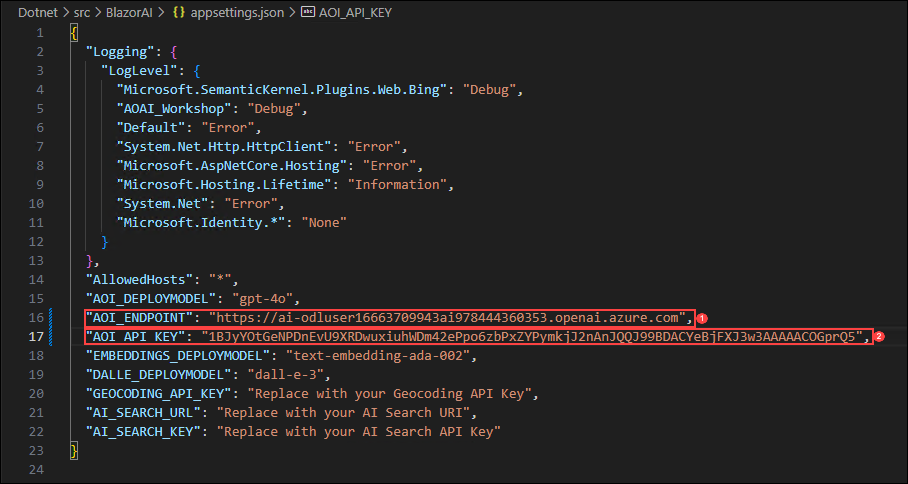 Dotnet > src > BlazorAI > {} appsettings.json > abc AOI_API_KEY
1 {
2 "Logging": {
3 "LogLevel": {
4 "Microsoft.SemanticKernel.Plugins.Web.Bing": "Debug",
5 "AOAI_Workshop": "Debug",
6 "Default": "Error",
7 "System.Net.Http.HttpClient": "Error",
8 "Microsoft.AspNetCore.Hosting": "Error",
9 "Microsoft.Hosting.Lifetime": "Information",
10 "System.Net": "Error",
11 "Microsoft.Identity.*": "None"
12 }
13 },
14 "AllowedHosts": "*",
15 "AOI_DEPLOYMODEL": "gpt-4o",
16 "AOI_ENDPOINT": "https://ai-odluser16663709943ai978444360353.openai.azure.com", 1
17 "AOI_API_KEY": "1BJyYOtGeNPDnEvU9XRDwuxiuhWDm42ePpo6zbPxZYPymkjJ2nAnJQQJ99BDACYeBjFXJ3w3AAAAACOGprQ5", 2
18 "EMBEDDINGS_DEPLOYMODEL": "text-embedding-ada-002",
19 "DALLE_DEPLOYMODEL": "dall-e-3",
20 "GEOCODING_API_KEY": "Replace with your Geocoding API Key",
21 "AI_SEARCH_URL": "Replace with your AI Search URI",
22 "AI_SEARCH_KEY": "Replace with your AI Search API Key"
23 }
24